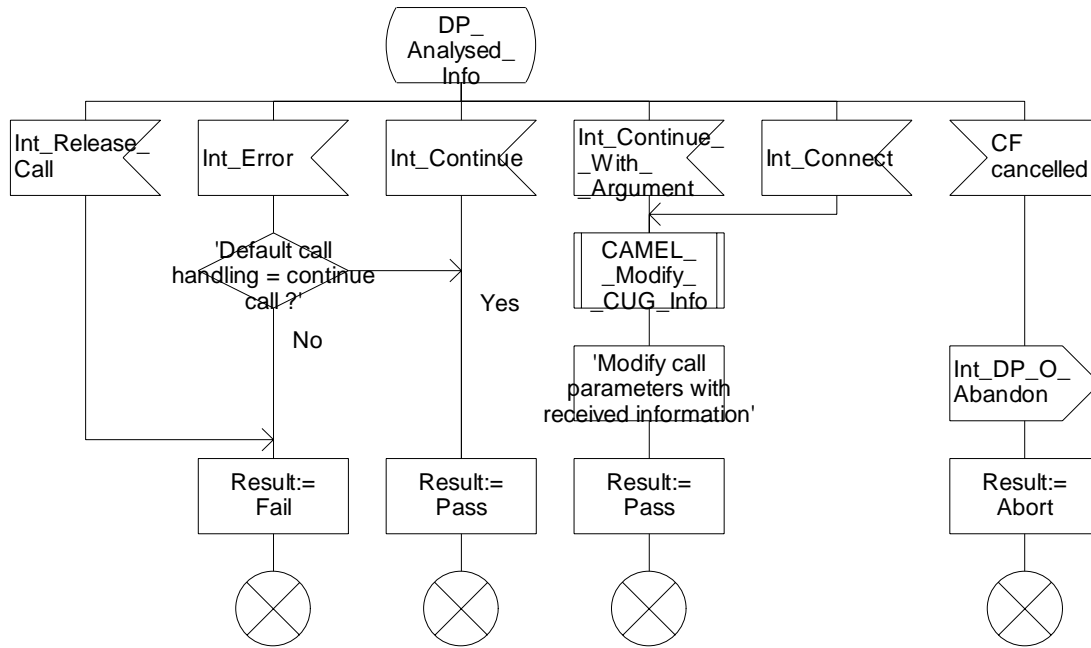 DP_
Analysed_
Info
Int_Release_
Call
Int_Error
Int_Continue
Int_Continue_
_With_
_Argument
Int_Connect
CF
cancelled
'Default call
handling = continue
call ?'
Yes
No
CAMEL_
_Modify_
_CUG_Info
'Modify call
parameters with
received information'
Int_DP_O_
Abandon
Result:=
Fail
Result:=
Pass
Result:=
Pass
Result:=
Abort